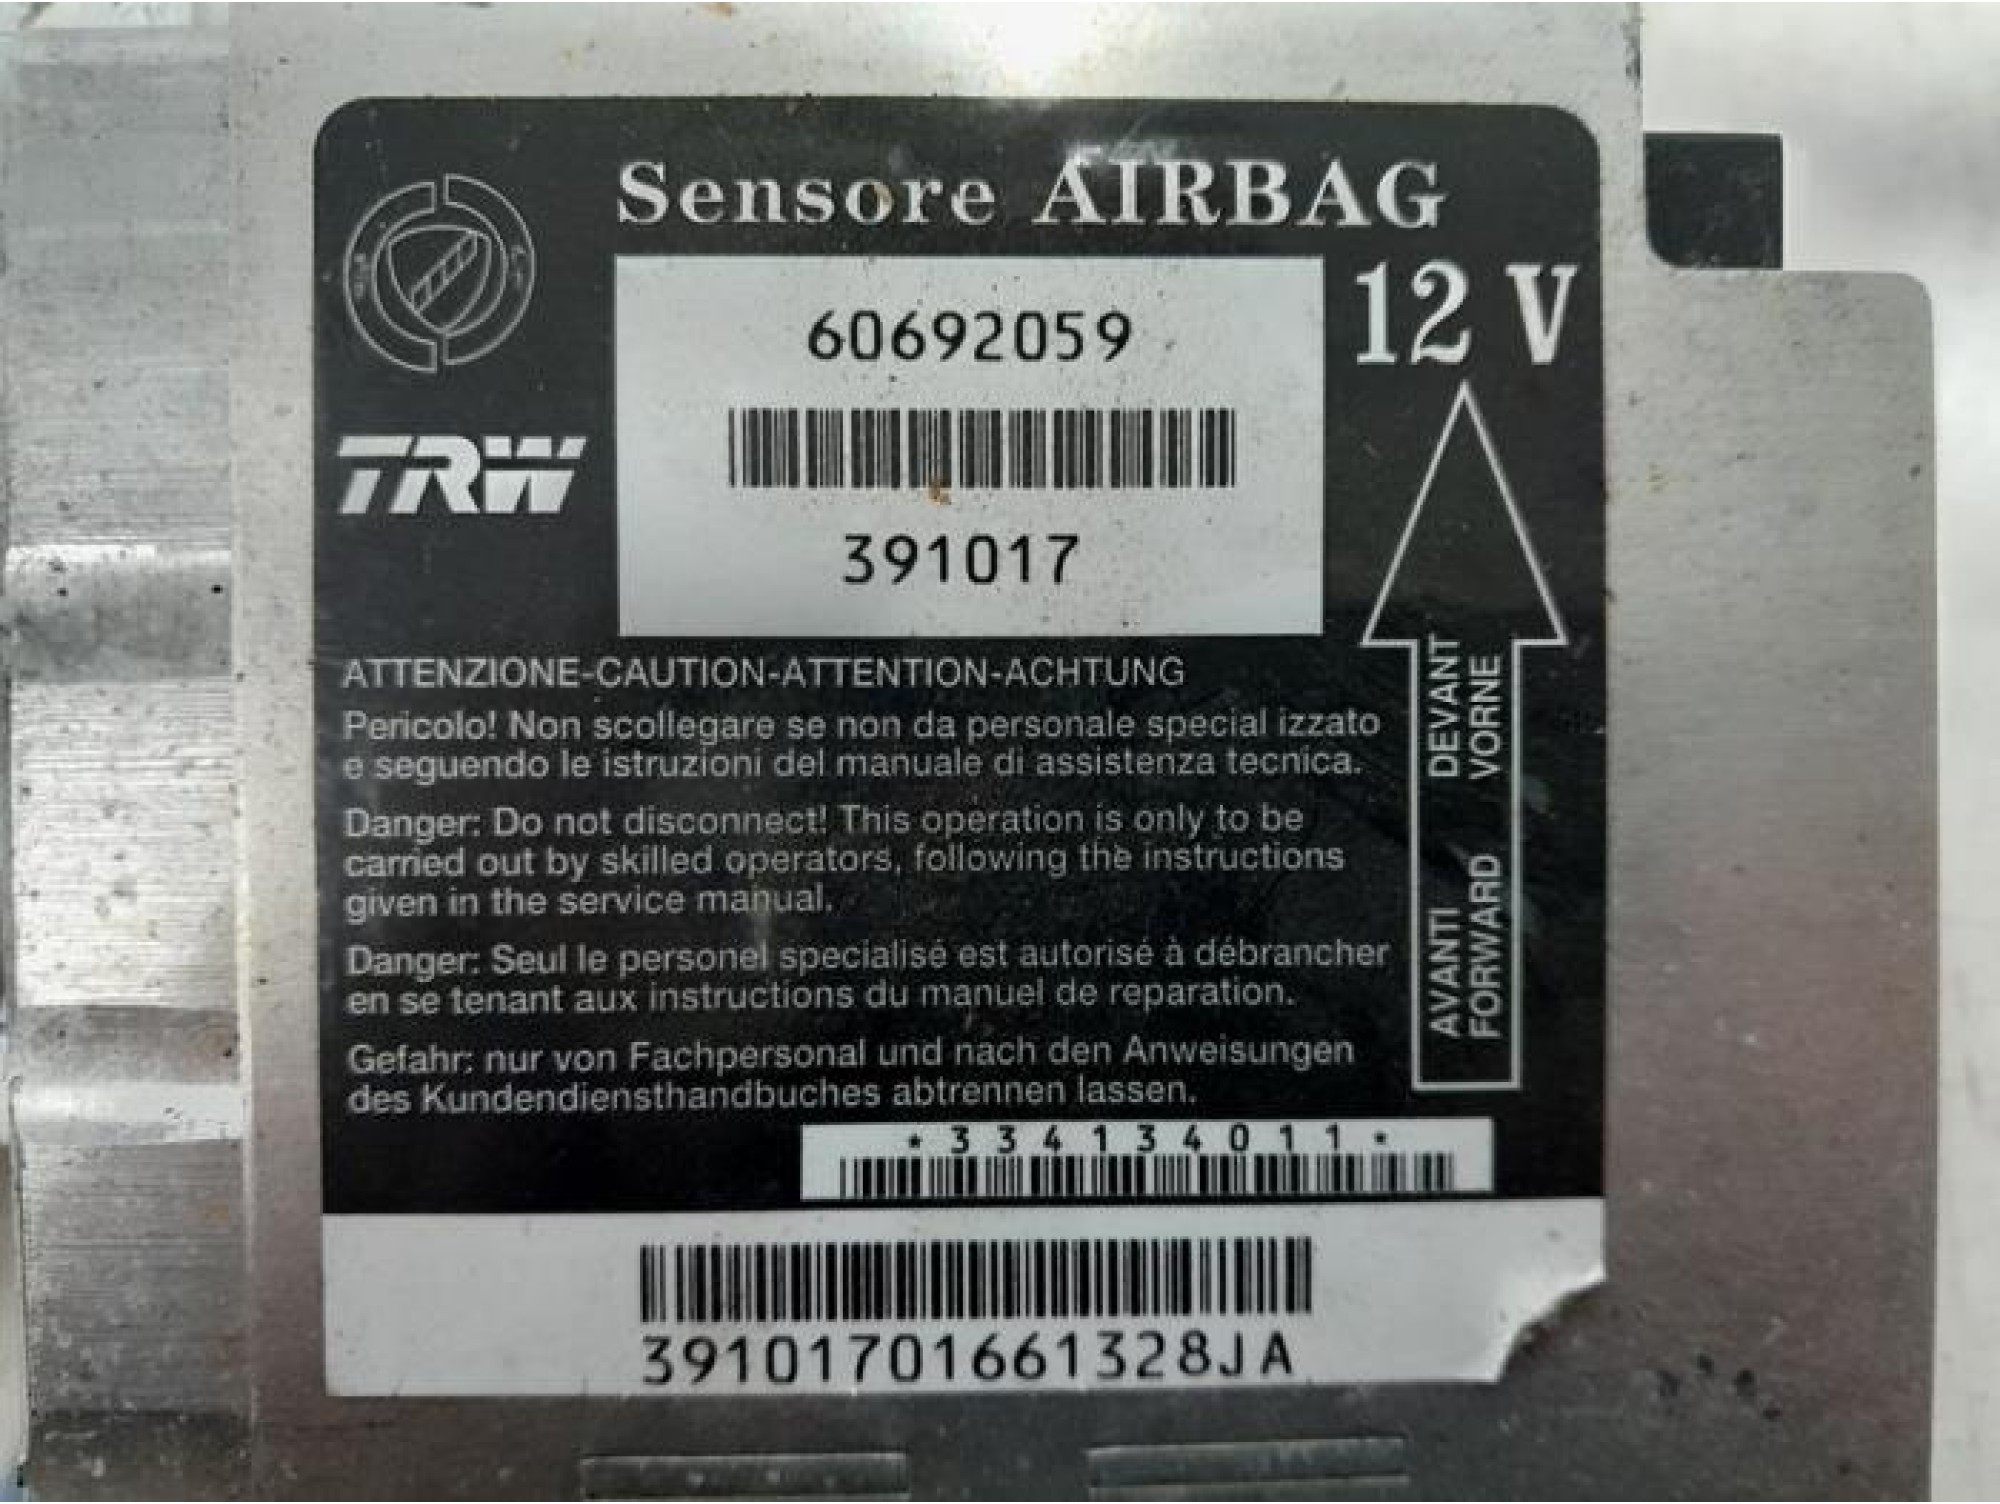 Sensore AIRBAG
60692059
12 V
TRW
391017
ATTENZIONE-CAUTION-ATTENTION-ACHTUNG
Pericolo! Non scollegare se non da personale special izzato
e seguendo le istruzioni del manuale di assistenza tecnica.
Danger: Do not disconnect! This operation is only to be
carried out by skilled operators, following the instructions
given in the service manual.
Danger: Seul le personel specialisé est autorisé à débrancher
en se tenant aux instructions du manuel de reparation.
Gefahr: nur von Fachpersonal und nach den Anweisungen
des Kundendiensthandbuches abtrennen lassen.
AVANTI DEVANT
FORWARD VORNE
*334134011*
39101701661328JA